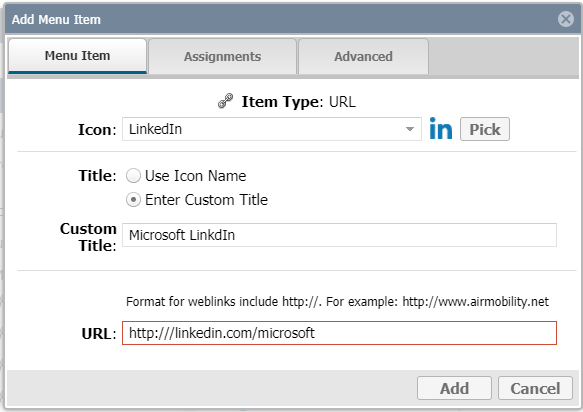 Add Menu Item
Menu Item Assignments Advanced
Item Type: URL
Icon: LinkedIn in Pick
Title: Use Icon Name
Enter Custom Title
Custom
Title: Microsoft LinkdIn
Format for weblinks include http://. For example: http://www.airmobility.net
URL: http:///linkedin.com/microsoft
Add Cancel